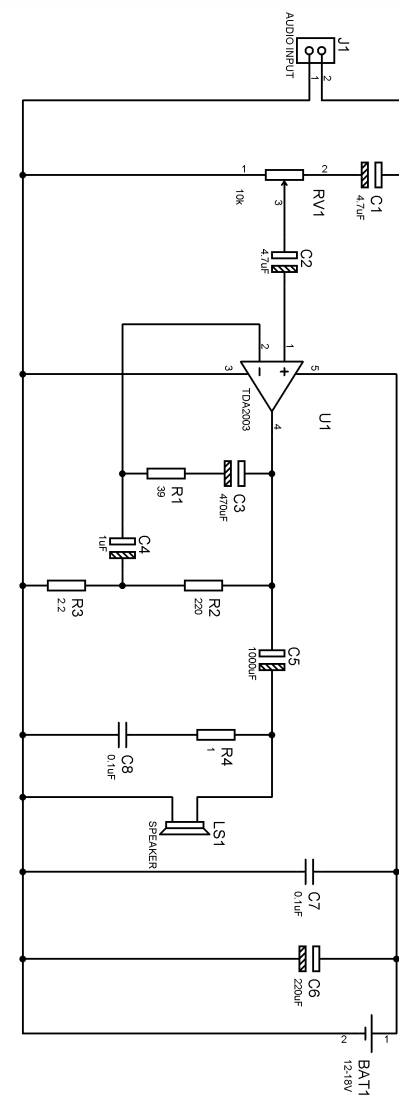 J1
AUDIO INPUT
1
2
C1
4.7uF
RV1
10k
1
2
3
C2
4.7uF
U1
TDA2003
1
2
3
4
5
+
−
C3
470uF
R1
39
C4
1uF
R2
220
R3
2.2
C5
1000uF
R4
1
C8
0.1uF
LS1
SPEAKER
C7
0.1uF
C6
220uF
BAT1
12-18V
1
2